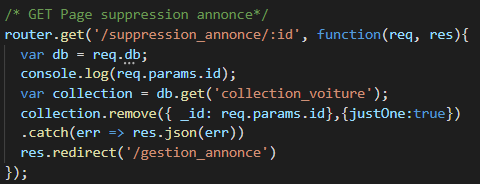 /* GET Page suppression annonce*/
router.get('/suppression_annonce/:id', function(req, res){
  var db = req.db;
  console.log(req.params.id);
  var collection = db.get('collection_voiture');
  collection.remove({ _id: req.params.id},{justOne:true})
  .catch(err => res.json(err))
  res.redirect('/gestion_annonce')
});